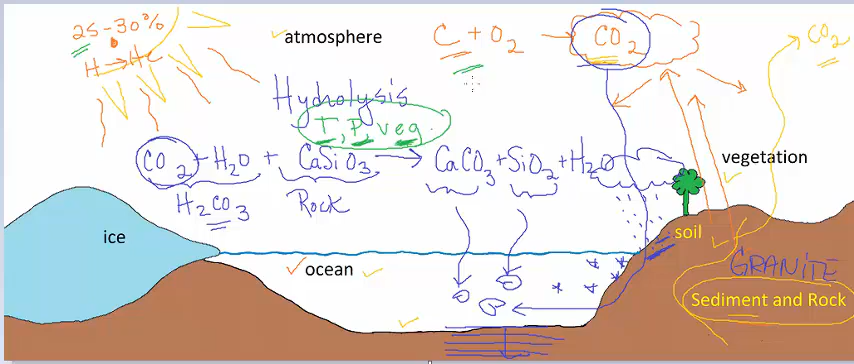 25-30%
H → He
atmosphere
C + O2 → CO2
CO2
Hydrolysis
T, P, veg.
CO2 + H2O + CaSiO3 → CaCO3 + SiO2 + H2O
H2CO3
Rock
vegetation
ice
soil
ocean
GRANITE
Sediment and Rock